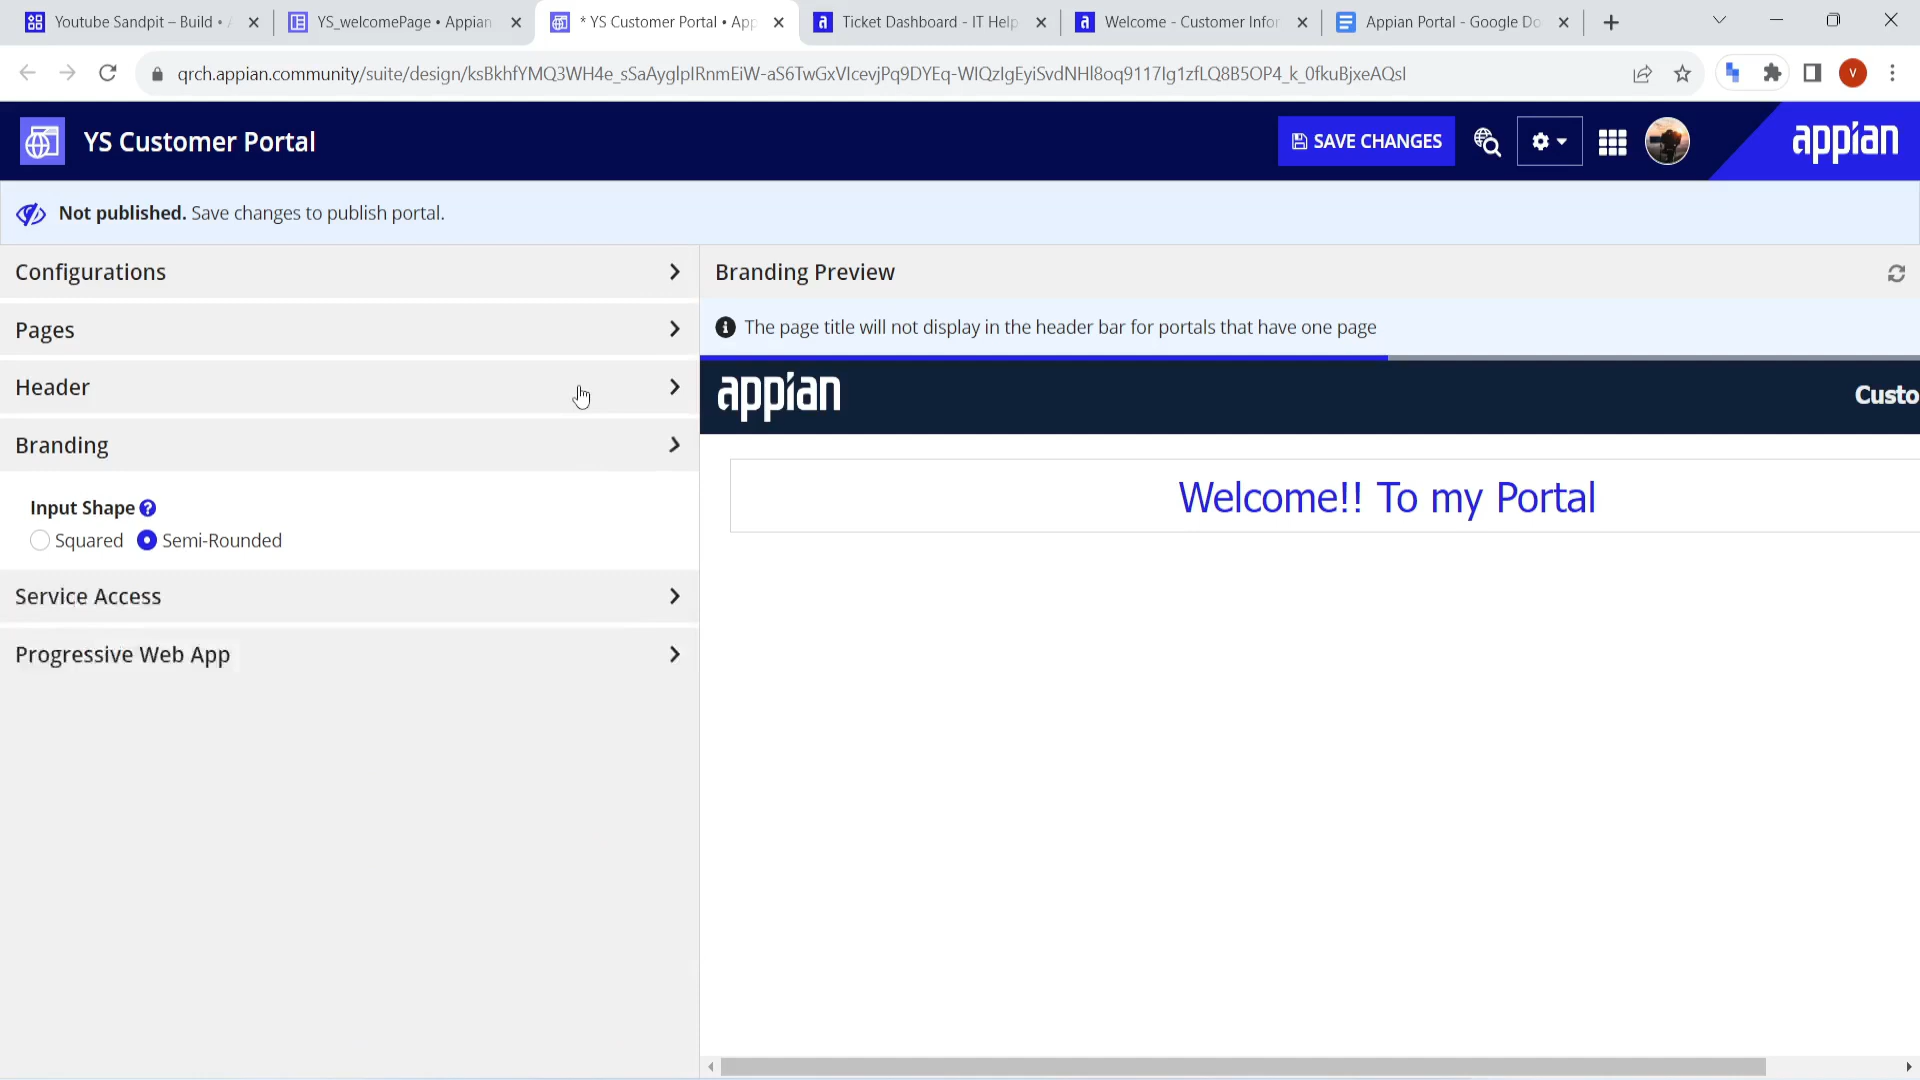 Youtube Sandpit – Build •
YS_welcomePage • Appian
* YS Customer Portal • App
Ticket Dashboard - IT Help
Welcome - Customer Infor
Appian Portal - Google Do
qrch.appian.community/suite/design/ksBkhfYMQ3WH4e_sSaAyglpIRnmEiW-aS6TwGxVIcevjPq9DYEq-WIQzIgEyiSvdNHl8oq9117Ig1zfLQ8B5OP4_k_0fkuBjxeAQsI
V
YS Customer Portal
SAVE CHANGES
appian
Not published. Save changes to publish portal.
Configurations
Pages
Header
Branding
Input Shape ?
Squared Semi-Rounded
Service Access
Progressive Web App
Branding Preview
The page title will not display in the header bar for portals that have one page
appian
Custo
Welcome!! To my Portal